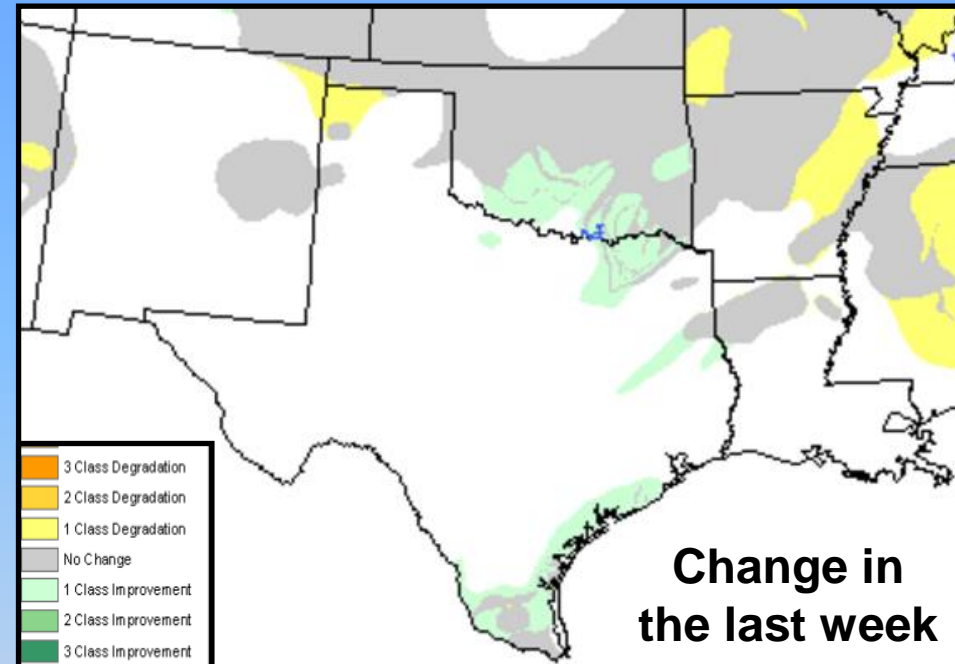 3 Class Degradation
2 Class Degradation
1 Class Degradation
No Change
1 Class Improvement
2 Class Improvement
3 Class Improvement
Change in
the last week